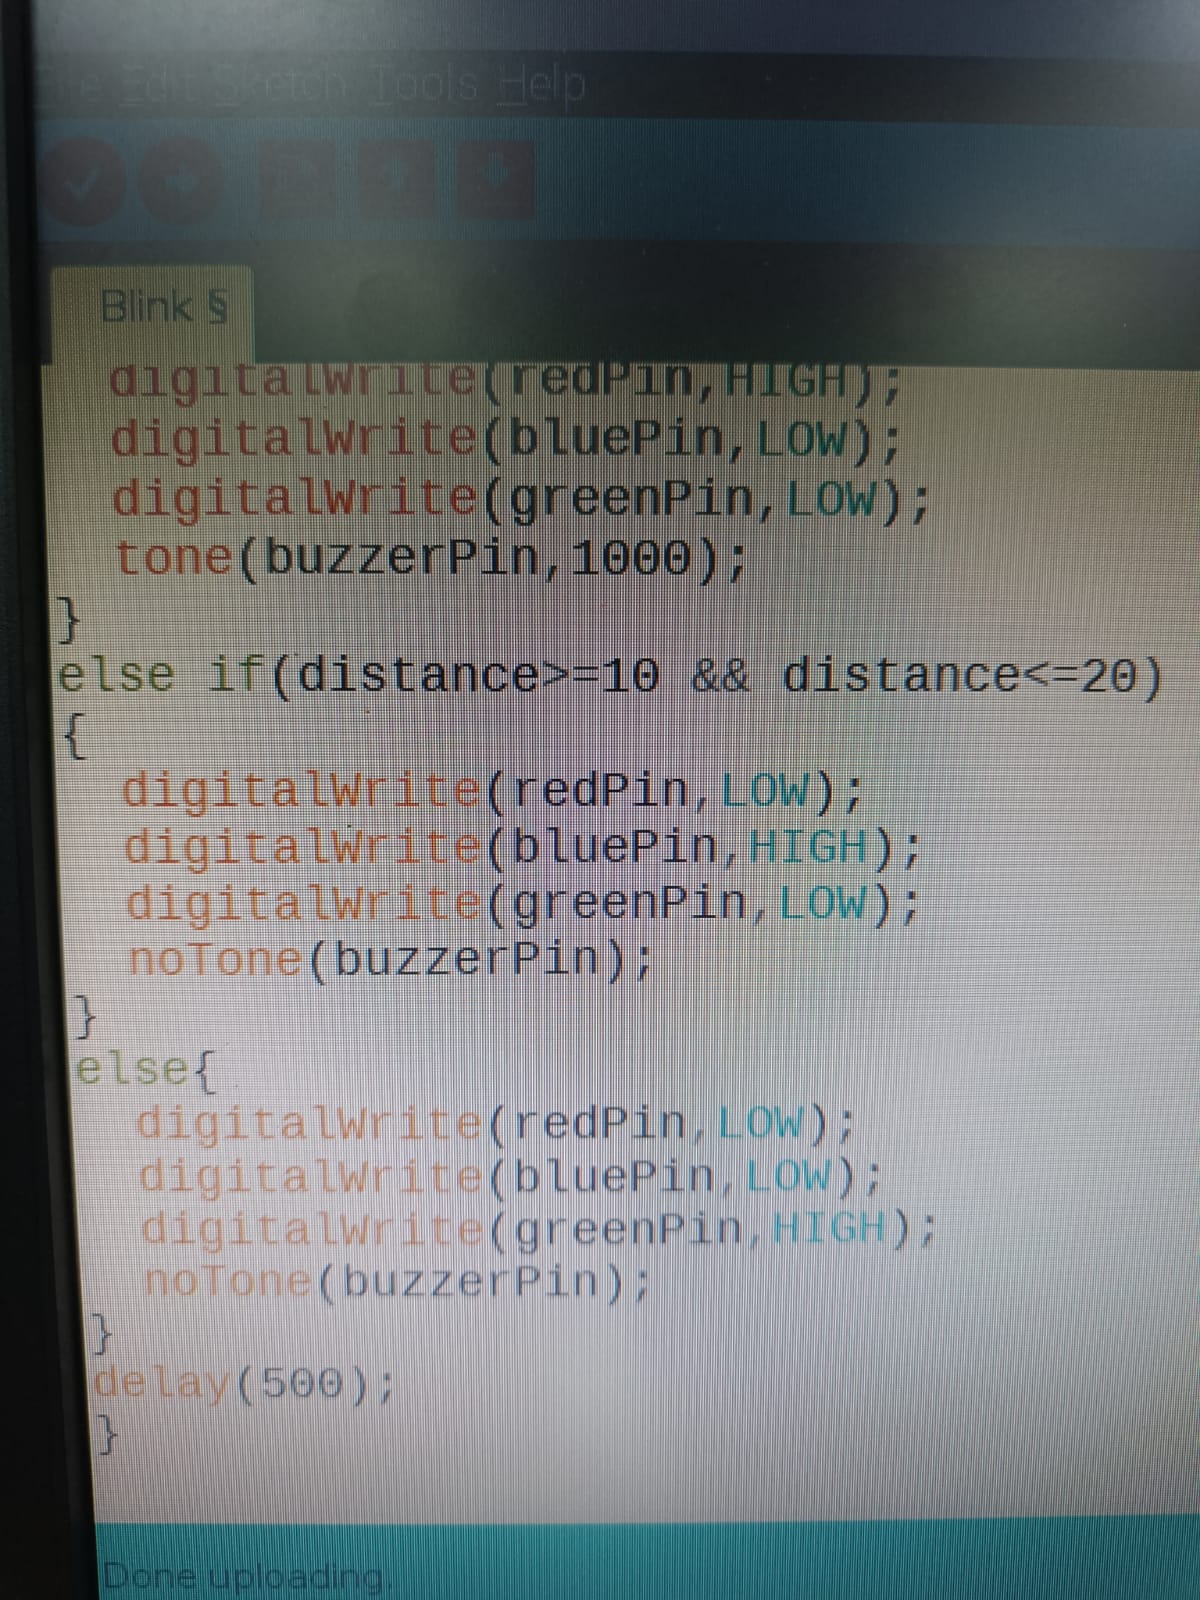 File Edit Sketch Tools Help
Blink §
digitalWrite(redPin,HIGH);
digitalWrite(bluePin,LOW);
digitalWrite(greenPin,LOW);
tone(buzzerPin,1000);
}
else if(distance>=10 && distance<=20)
{
digitalWrite(redPin,LOW);
digitalWrite(bluePin,HIGH);
digitalWrite(greenPin,LOW);
noTone(buzzerPin);
}
else{
digitalWrite(redPin,LOW);
digitalWrite(bluePin,LOW);
digitalWrite(greenPin,HIGH);
noTone(buzzerPin);
}
delay(500);
}
Done uploading.